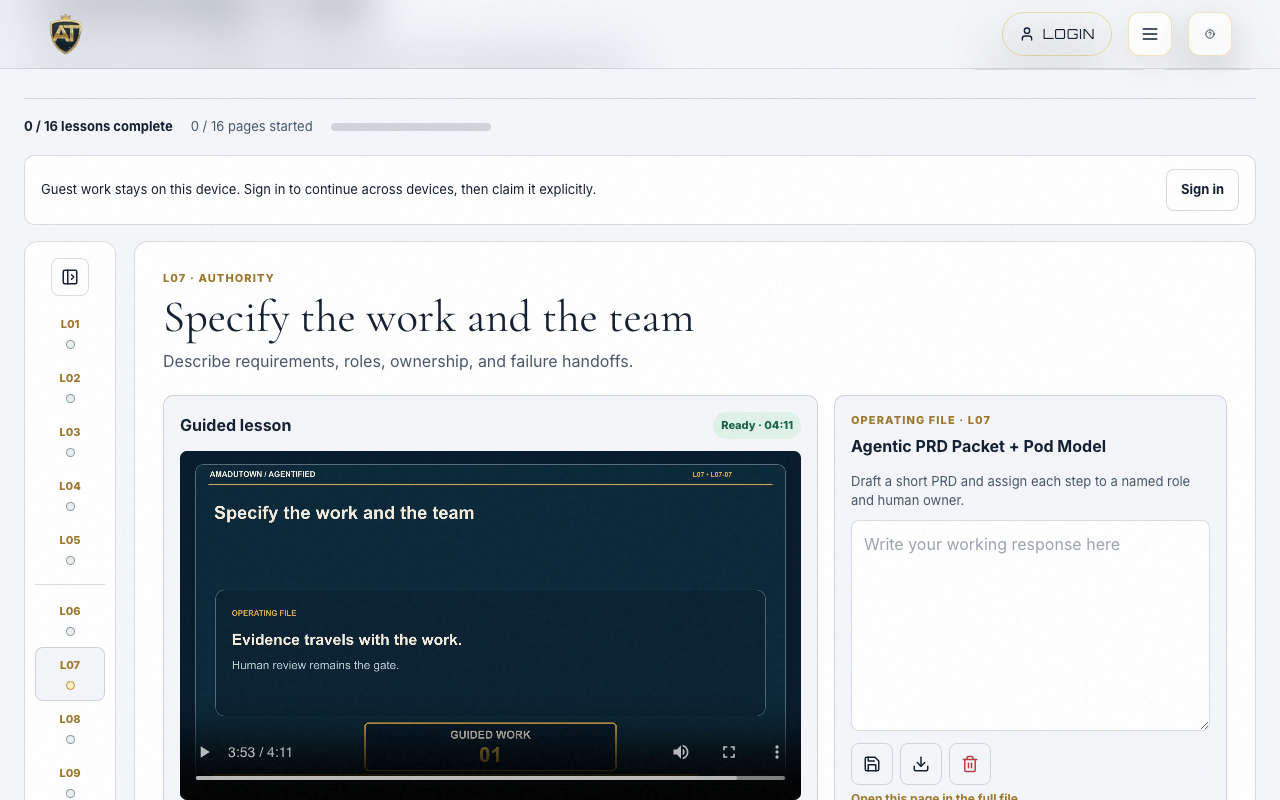 AT
LOGIN
0 / 16 lessons complete 0 / 16 pages started
Guest work stays on this device. Sign in to continue across devices, then claim it explicitly.
Sign in
L01
L02
L03
L04
L05
L06
L07
L08
L09
L07 · AUTHORITY
Specify the work and the team
Describe requirements, roles, ownership, and failure handoffs.
Guided lesson
Ready · 04:11
AMADUTOWN / AGENTIFIED
L07 • L07-07
Specify the work and the team
OPERATING FILE
Evidence travels with the work.
Human review remains the gate.
GUIDED WORK
01
3:53 / 4:11
OPERATING FILE · L07
Agentic PRD Packet + Pod Model
Draft a short PRD and assign each step to a named role
and human owner.
Write your working response here
Open this page in the full file